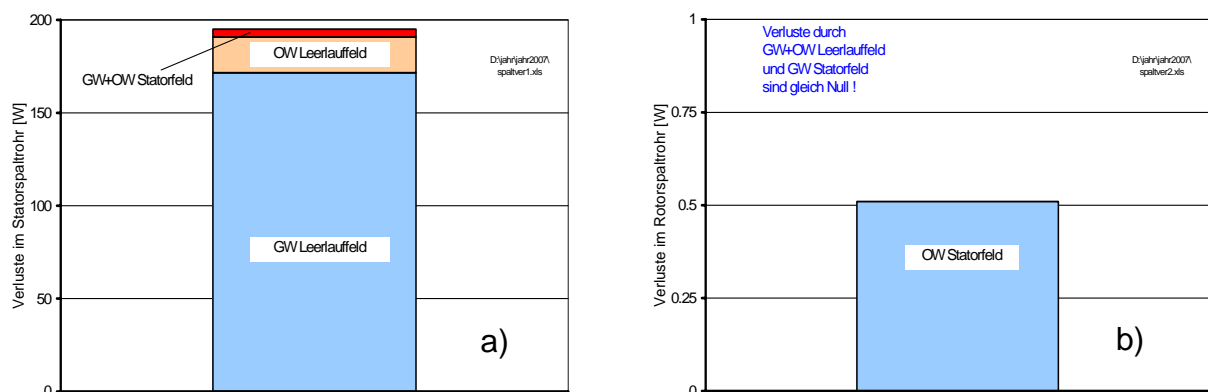 Verluste im Statorspaltrohr [W]
200
150
100
50
0
GW+OW Statorfeld
OW Leerlauffeld
GW Leerlauffeld
D:\jahr\jahr2007\
spaltver1.xls
a)
Verluste im Rotorspaltrohr [W]
1
0.75
0.5
0.25
0
Verluste durch
GW+OW Leerlauffeld
und GW Statorfeld
sind gleich Null !
D:\jahr\jahr2007\
spaltver2.xls
OW Statorfeld
b)